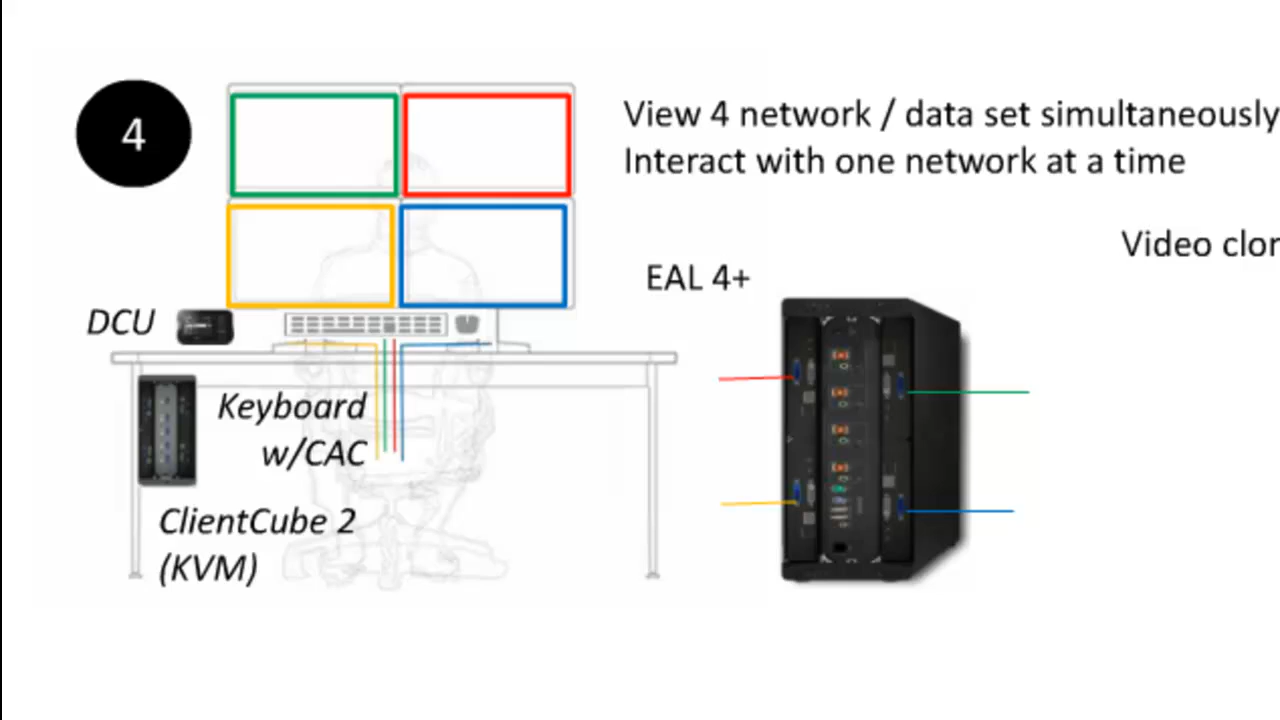 4
View 4 network / data set simultaneously
Interact with one network at a time
Video
EAL 4+
DCU
Keyboard
w/CAC
ClientCube 2
(KVM)